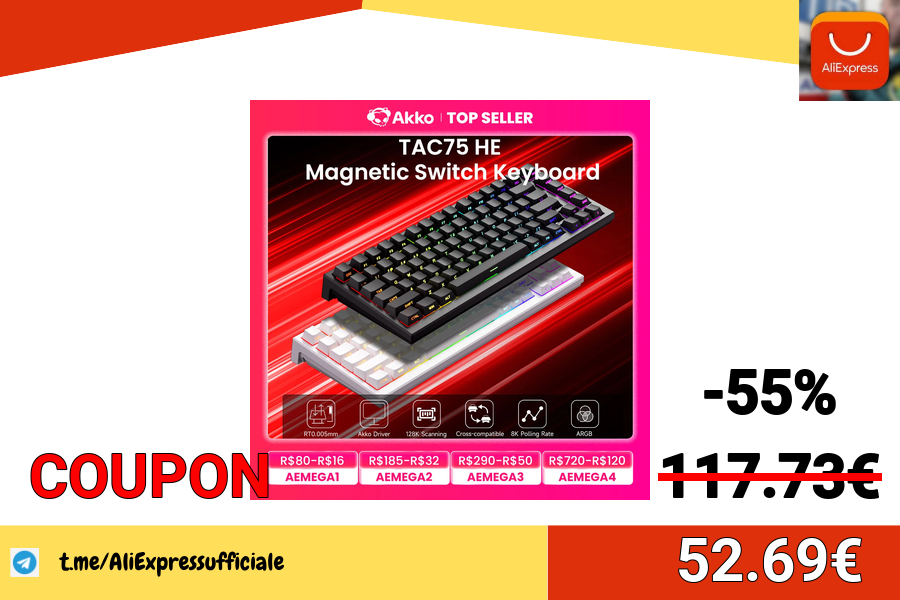 AliExpress
Akko | TOP SELLER
TAC75 HE
Magnetic Switch Keyboard
RT0.005mm
Akko Driver
128K Scanning
Cross-compatible
8K Polling Rate
ARGB
R$80-R$16
R$185-R$32
R$290-R$50
R$720-R$120
AEMEGA1
AEMEGA2
AEMEGA3
AEMEGA4
COUPON
-55%
117.73€
t.me/AliExpressufficiale
52.69€